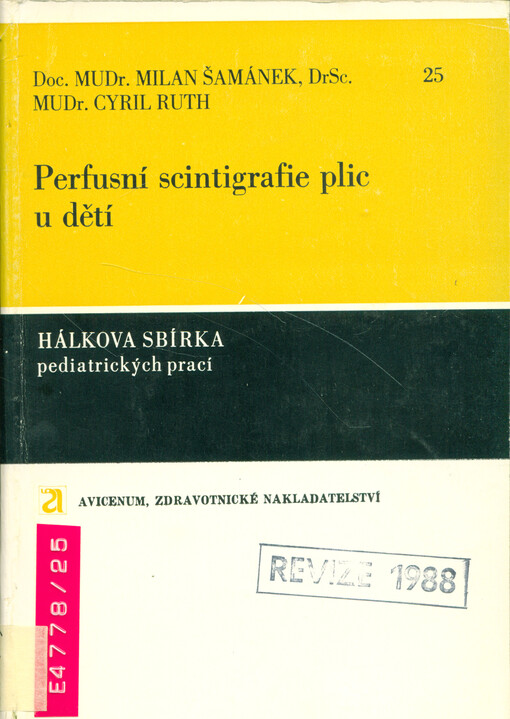 Doc. MUDr. MILAN ŠAMÁNEK, DrSc. 25
MUDr. CYRIL RUTH
Perfusní scintigrafie plic
u dětí
HÁLKOVA SBÍRKA
pediatrických prací
AVICENUM, ZDRAVOTNICKÉ NAKLADATELSTVÍ
REVIZE 1988
E4778/25